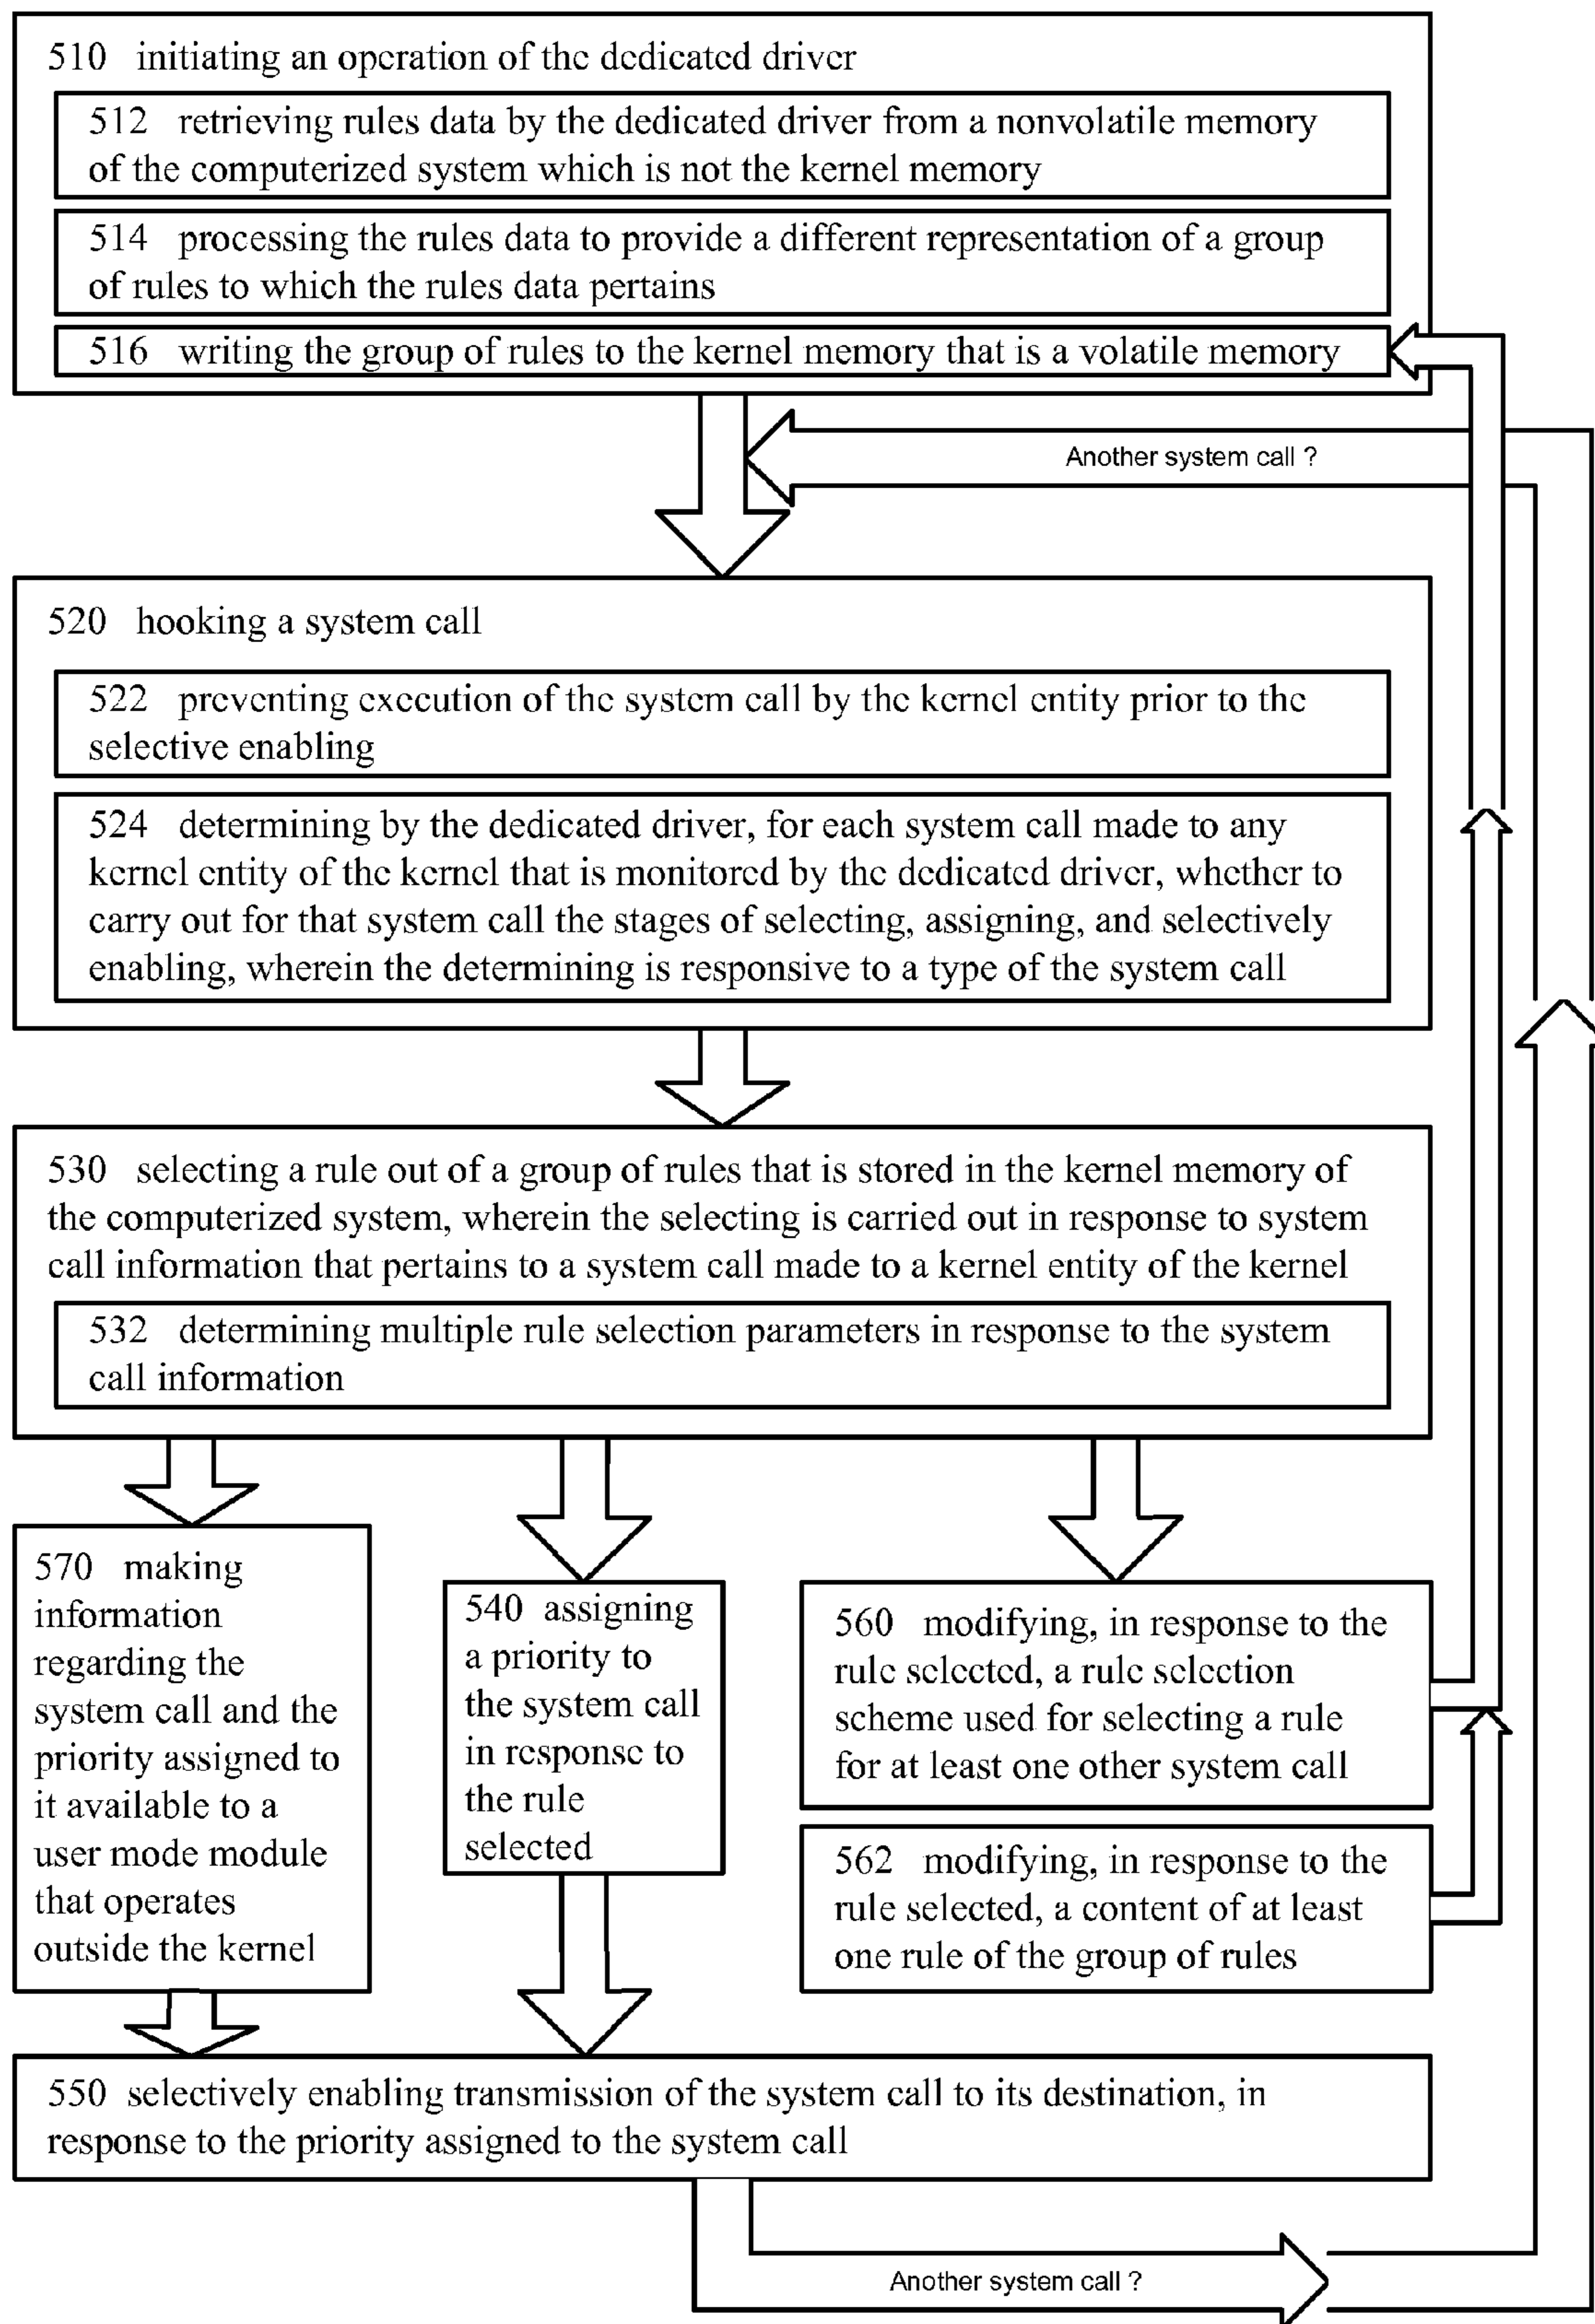 510 initiating an operation of the dedicated driver
512 retrieving rules data by the dedicated driver from a nonvolatile memory
of the computerized system which is not the kernel memory
514 processing the rules data to provide a different representation of a group
of rules to which the rules data pertains
516 writing the group of rules to the kernel memory that is a volatile memory
Another system call ?
520 hooking a system call
522 preventing execution of the system call by the kernel entity prior to the
selective enabling
524 determining by the dedicated driver, for each system call made to any
kernel entity of the kernel that is monitored by the dedicated driver, whether to
carry out for that system call the stages of selecting, assigning, and selectively
enabling, wherein the determining is responsive to a type of the system call
530 selecting a rule out of a group of rules that is stored in the kernel memory of
the computerized system, wherein the selecting is carried out in response to system
call information that pertains to a system call made to a kernel entity of the kernel
532 determining multiple rule selection parameters in response to the system
call information
570 making
information
regarding the
system call and the
priority assigned to
it available to a
user mode module
that operates
outside the kernel
540 assigning
a priority to
the system call
in response to
the rule
selected
560 modifying, in response to the
rule selected, a rule selection
scheme used for selecting a rule
for at least one other system call
562 modifying, in response to the
rule selected, a content of at least
one rule of the group of rules
550 selectively enabling transmission of the system call to its destination, in
response to the priority assigned to the system call
Another system call ?